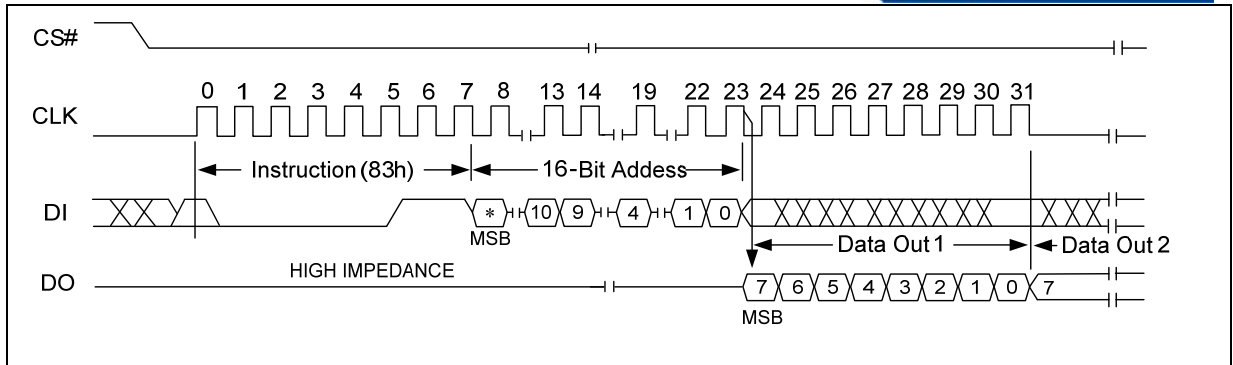 CS#
0 1 2 3 4 5 6 7 8 13 14 19 22 23 24 25 26 27 28 29 30 31
CLK
Instruction (83h) 16-Bit Addess
DI * 10 9 4 1 0
MSB
Data Out 1 Data Out 2
HIGH IMPEDANCE
DO 7 6 5 4 3 2 1 0 7
MSB